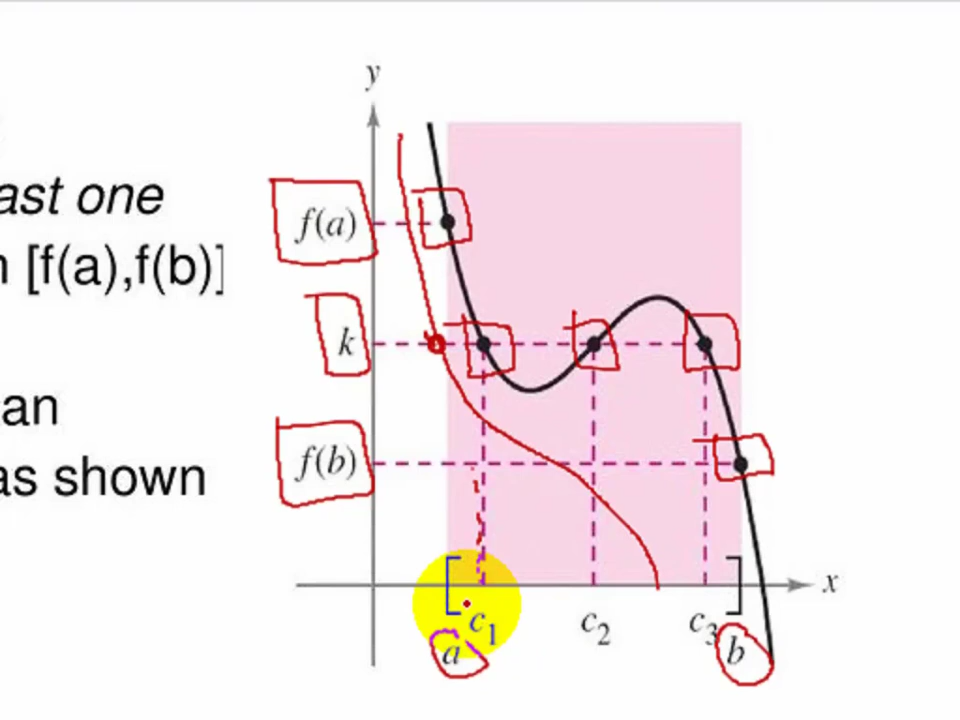 y
ast one
f(a)
n [f(a),f(b)]
k
an
f(b)
as shown
x
c1 c2 c3
a b